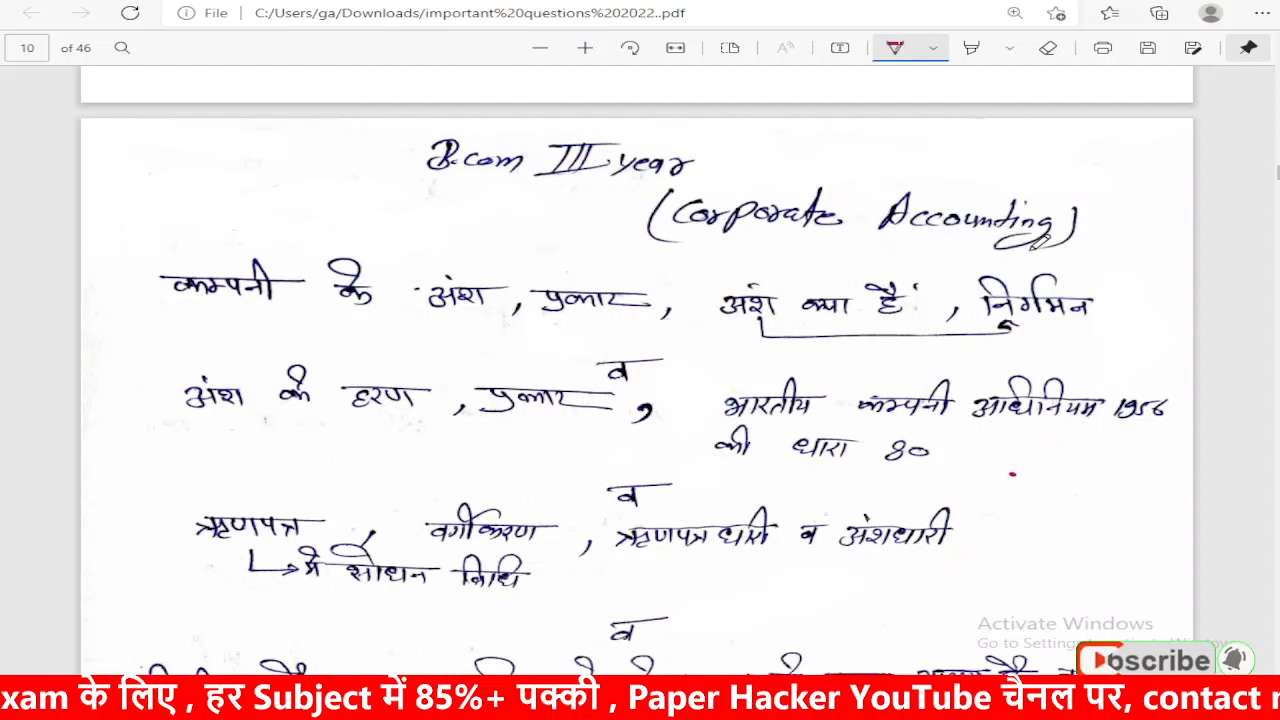 File C:/Users/ga/Downloads/important%20questions%202022..pdf
10 of 46
B.com III year
(Corporate Accounting)
कम्पनी के अंश , प्रकार , अंश क्या है , निर्गमन
व
अंश के हरण , प्रकार , भारतीय कम्पनी अधिनियम 1956
की धारा 80
व
ऋणपत्र , वर्गीकरण , ऋणपत्र धारी व अंशधारी
शोधन निधि
व
Activate Windows
Go to Settings
bscribe
xam के लिए , हर Subject में 85%+ पक्की , Paper Hacker YouTube चैनल पर, contact